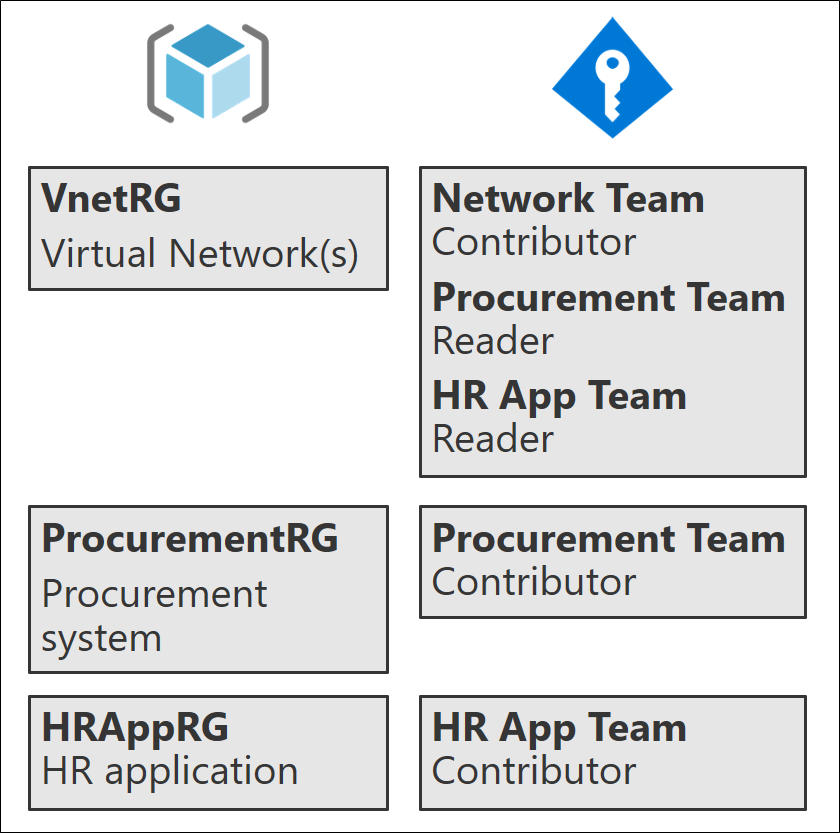 VnetRG
Virtual Network(s)
Network Team
Contributor
Procurement Team
Reader
HR App Team
Reader
ProcurementRG
Procurement
system
Procurement Team
Contributor
HRAppRG
HR application
HR App Team
Contributor